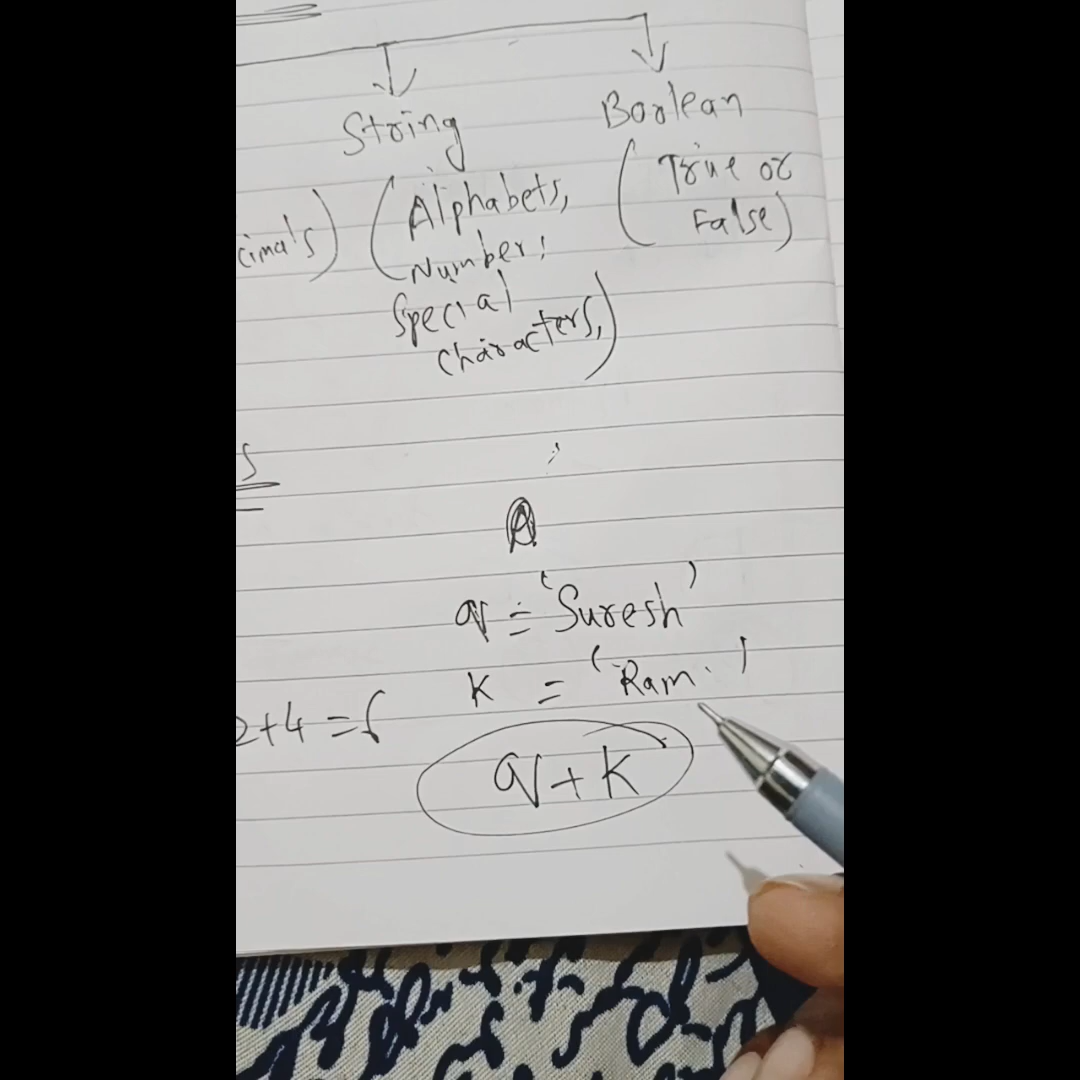 String Boolean
cimals) (Alphabets, (True or
Number, False)
Special
characters,)
S
A
a = 'Suresh'
K = 'Ram'
2+4 = 6
a + K